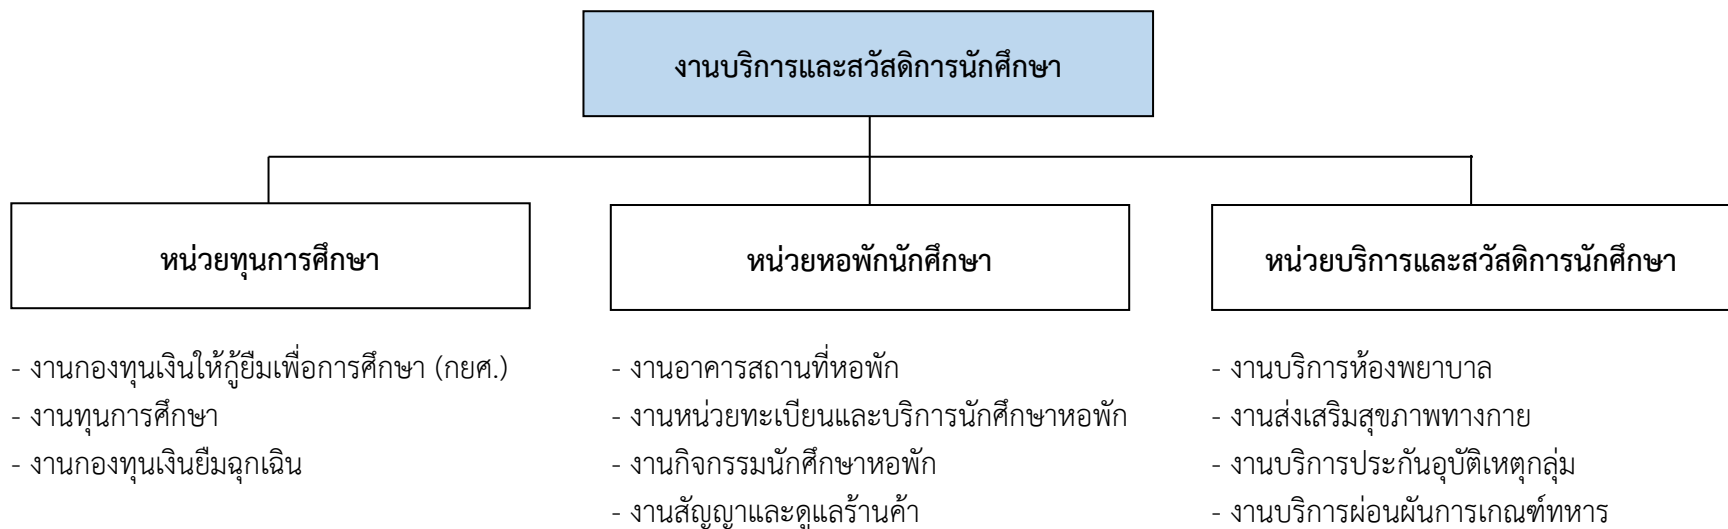 งานบริการและสวัสดิการนักศึกษา
หน่วยทุนการศึกษา
- งานกองทุนเงินให้กู้ยืมเพื่อการศึกษา (กยศ.)
- งานทุนการศึกษา
- งานกองทุนเงินยืมฉุกเฉิน
หน่วยหอพักนักศึกษา
- งานอาคารสถานที่หอพัก
- งานหน่วยทะเบียนและบริการนักศึกษาหอพัก
- งานกิจกรรมนักศึกษาหอพัก
- งานสัญญาและดูแลร้านค้า
หน่วยบริการและสวัสดิการนักศึกษา
- งานบริการห้องพยาบาล
- งานส่งเสริมสุขภาพทางกาย
- งานบริการประกันอุบัติเหตุกลุ่ม
- งานบริการผ่อนผันการเกณฑ์ทหาร